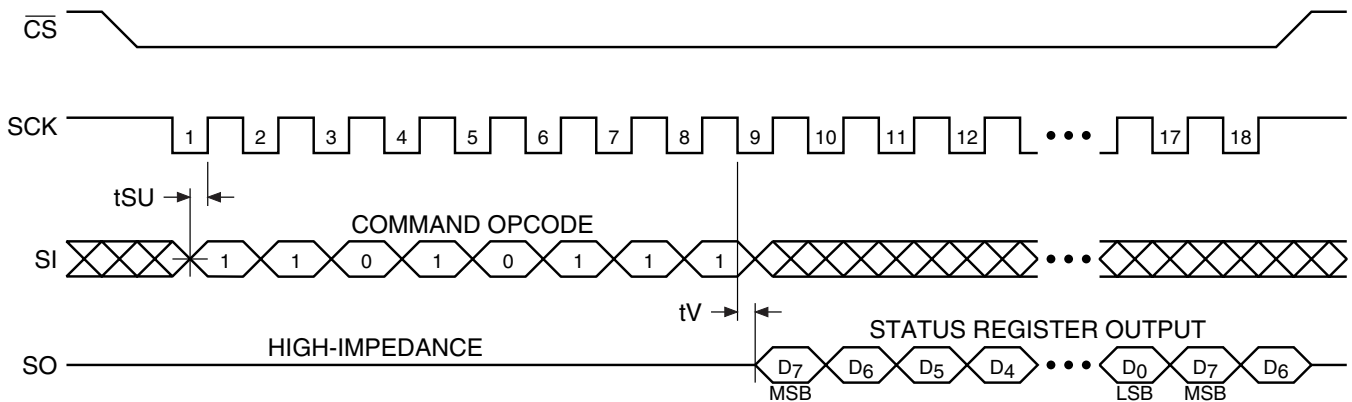 CS
SCK 1 2 3 4 5 6 7 8 9 10 11 12 17 18
tSU
COMMAND OPCODE
SI 1 1 0 1 0 1 1 1
tV
STATUS REGISTER OUTPUT
HIGH-IMPEDANCE
SO D7 D6 D5 D4 D0 D7 D6
MSB LSB MSB